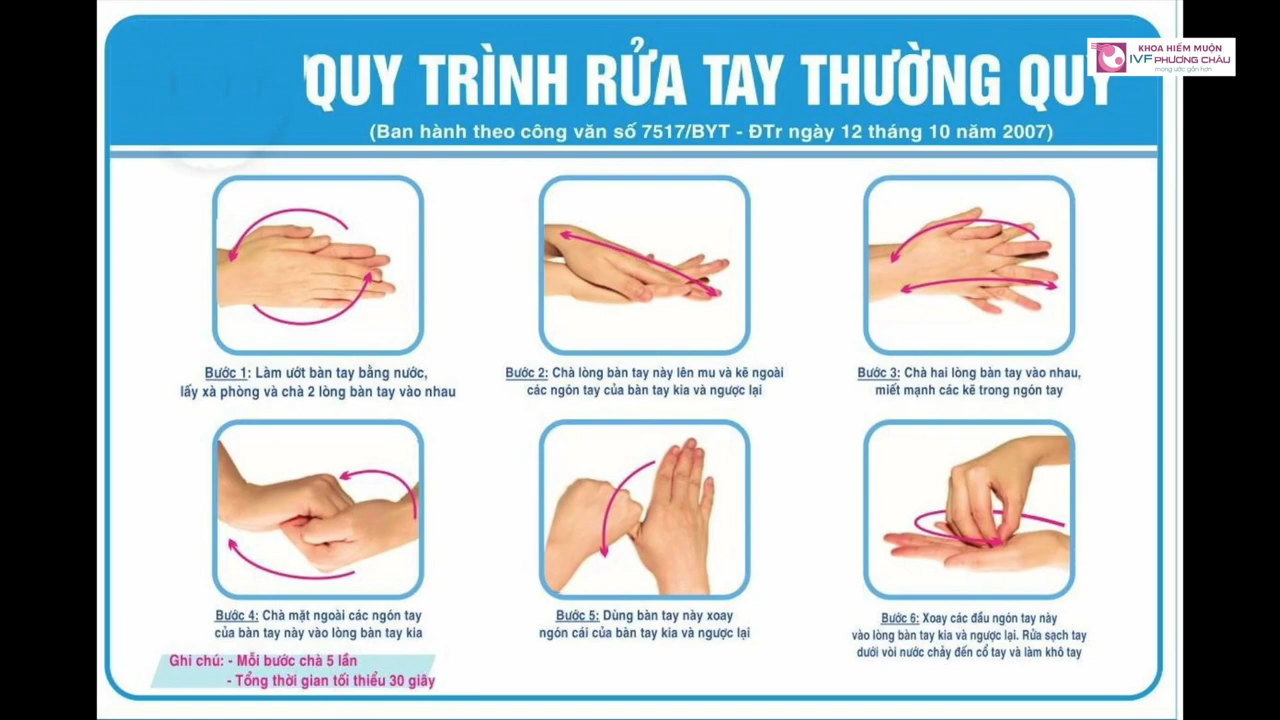 QUY TRÌNH RỬA TAY THƯỜNG QUY
KHOA HIẾM MUỘN
IVF PHƯƠNG CHÂU
mong ước gần hơn
(Ban hành theo công văn số 7517/BYT - ĐTr ngày 12 tháng 10 năm 2007)
Bước 1: Làm ướt bàn tay bằng nước,
lấy xà phòng và chà 2 lòng bàn tay vào nhau
Bước 2: Chà lòng bàn tay này lên mu và kẽ ngoài
các ngón tay của bàn tay kia và ngược lại
Bước 3: Chà hai lòng bàn tay vào nhau,
miết mạnh các kẽ trong ngón tay
Bước 4: Chà mặt ngoài các ngón tay
của bàn tay này vào lòng bàn tay kia
Bước 5: Dùng bàn tay này xoay
ngón cái của bàn tay kia và ngược lại
Bước 6: Xoay các đầu ngón tay này
vào lòng bàn tay kia và ngược lại. Rửa sạch tay
dưới vòi nước chảy đến cổ tay và làm khô tay
Ghi chú: - Mỗi bước chà 5 lần
- Tổng thời gian tối thiểu 30 giây